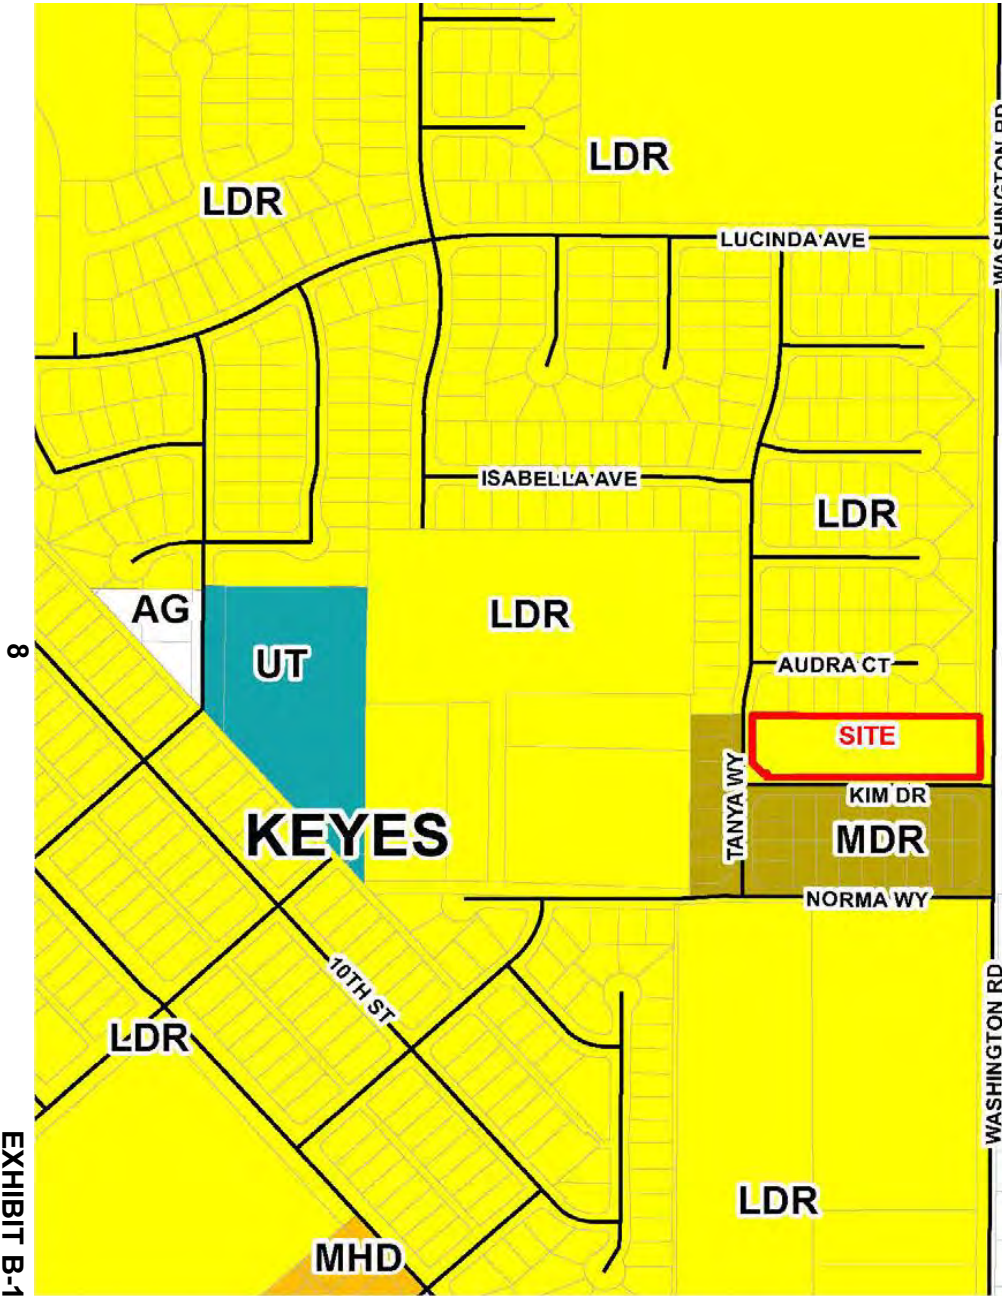 LDR
WASHINGTON RD
LDR
LUCINDA AVE
ISABELLA AVE
LDR
AG
LDR
UT
8
AUDRA CT
SITE
TANYA WY
KIM DR
KEYES
MDR
NORMA WY
10TH ST
LDR
WASHINGTON RD
LDR
MHD
EXHIBIT B-1